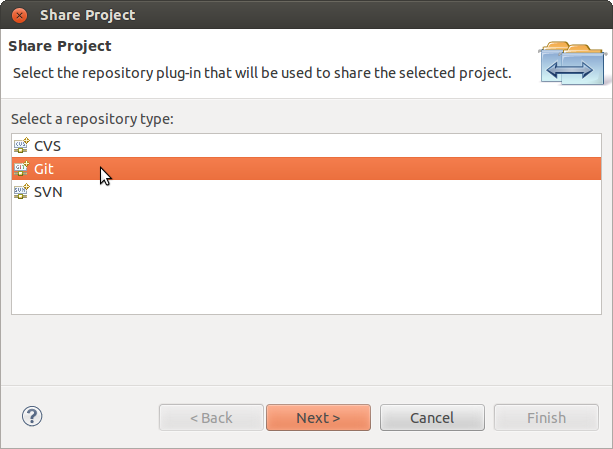 Share Project
Share Project
Select the repository plug-in that will be used to share the selected project.
Select a repository type:
CVS
Git
SVN
< Back
Next >
Cancel
Finish